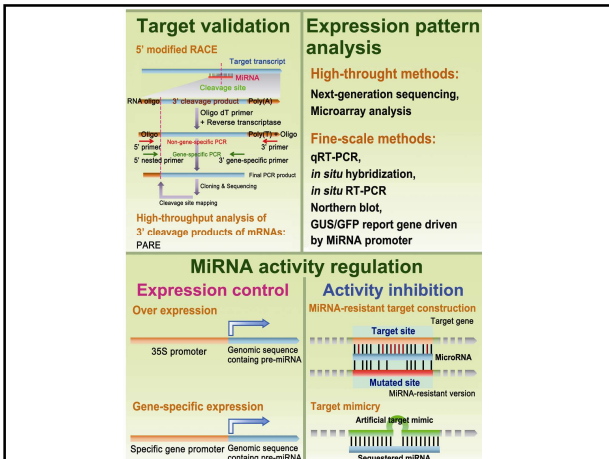 Target validation
5' modified RACE
Target transcript
MiRNA
Cleavage site
RNA oligo 3' cleavage product Poly(A)
Oligo dT primer
+ Reverse transcriptase
Oligo Poly(T) + Oligo
Non-gene-specific PCR
5' primer 3' primer
Gene-specific PCR
5' nested primer 3' gene-specific primer
Final PCR product
Cloning & Sequencing
Cleavage site mapping
High-throughput analysis of
3' cleavage products of mRNAs:
PARE
Expression pattern
analysis
High-throught methods:
Next-generation sequencing,
Microarray analysis
Fine-scale methods:
qRT-PCR,
in situ hybridization,
in situ RT-PCR
Northern blot,
GUS/GFP report gene driven
by MiRNA promoter
MiRNA activity regulation
Expression control
Over expression
35S promoter
Genomic sequence
containg pre-miRNA
Gene-specific expression
Specific gene promoter
Genomic sequence
containg pre-miRNA
Activity inhibition
MiRNA-resistant target construction
Target gene
Target site
MicroRNA
Mutated site
MiRNA-resistant version
Target mimicry
Artificial target mimic
Sequestered miRNA